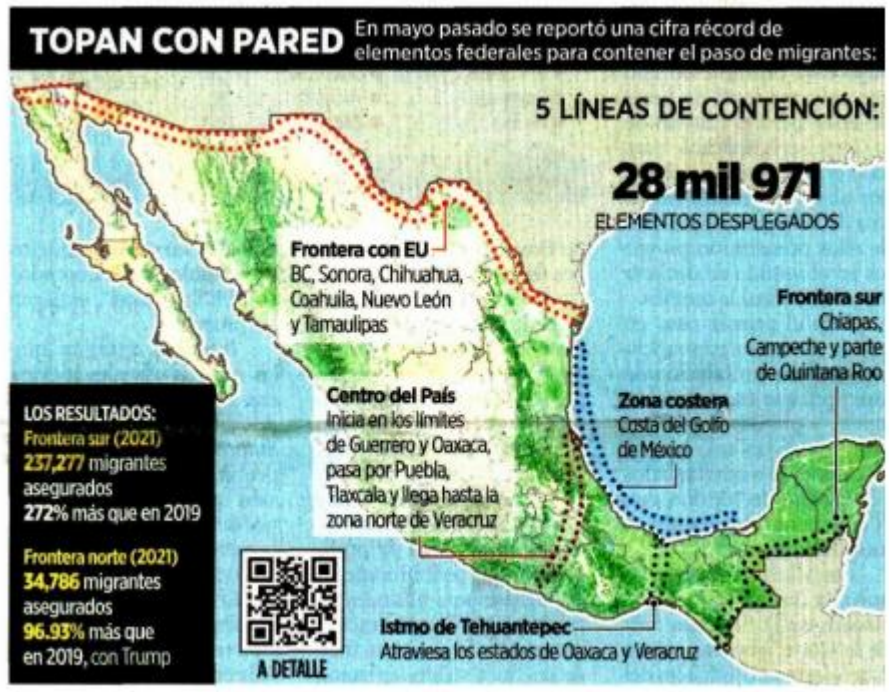 TOPAN CON PARED
En mayo pasado se reportó una cifra récord de
elementos federales para contener el paso de migrantes:
5 LÍNEAS DE CONTENCIÓN:
28 mil 971
ELEMENTOS DESPLEGADOS
Frontera con EU
BC, Sonora, Chihuahua,
Coahuila, Nuevo León
y Tamaulipas
Frontera sur
Chiapas,
Campeche y parte
de Quintana Roo
Centro del País
Inicia en los límites
de Guerrero y Oaxaca,
pasa por Puebla,
Tlaxcala y llega hasta la
zona norte de Veracruz
Zona costera
Costa del Golfo
de México
LOS RESULTADOS:
Frontera sur (2021)
237,277 migrantes
asegurados
272% más que en 2019
Frontera norte (2021)
34,786 migrantes
asegurados
96.93% más que
en 2019, con Trump
A DETALLE
Istmo de Tehuantepec
Atraviesa los estados de Oaxaca y Veracruz